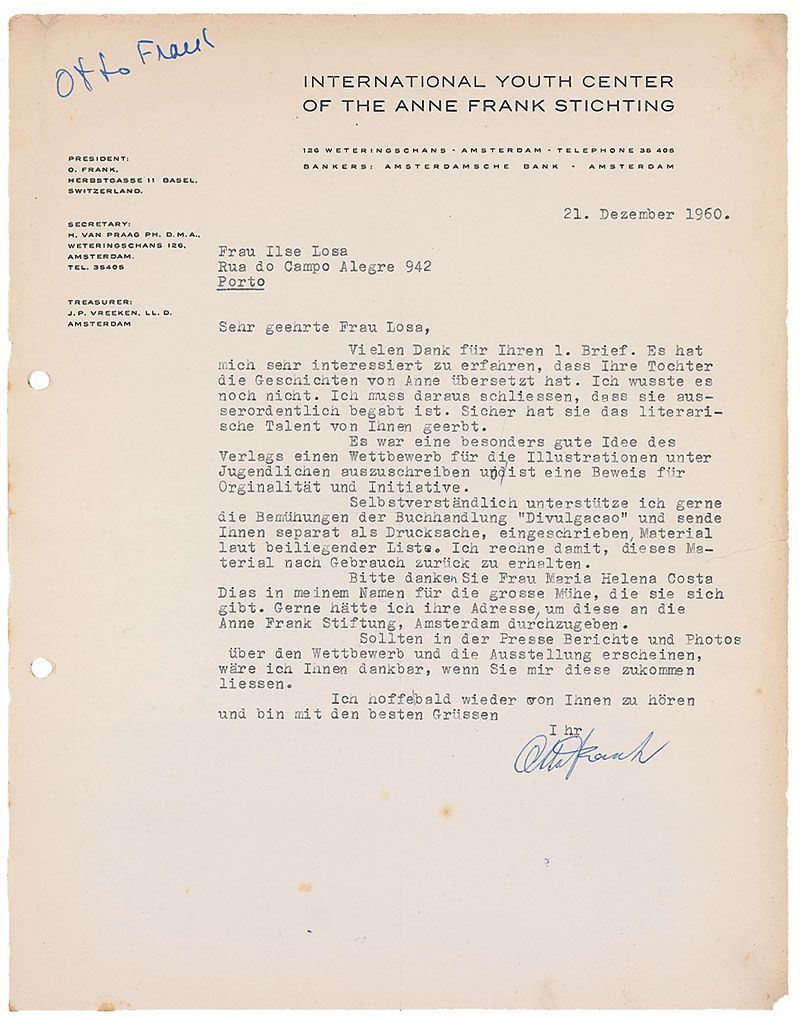 Otto Frank
INTERNATIONAL YOUTH CENTER
OF THE ANNE FRANK STICHTING
126 WETERINGSCHANS - AMSTERDAM - TELEPHONE 35 405
BANKERS: AMSTERDAMSCHE BANK - AMSTERDAM
PRESIDENT:
O. FRANK,
HERBSTGASSE 11 BASEL.
SWITZERLAND.
SECRETARY:
H. VAN PRAAG PH. D.M.A.,
WETERINGSCHANS 126,
AMSTERDAM.
TEL. 35405
TREASURER:
J.P. VREEKEN, LL. D.
AMSTERDAM
21. Dezember 1960.
Frau Ilse Losa
Rua do Campo Alegre 942
Porto
Sehr geehrte Frau Losa,
Vielen Dank für Ihren l. Brief. Es hat
mich sehr interessiert zu erfahren, dass Ihre Tochter
die Geschichten von Anne übersetzt hat. Ich wusste es
noch nicht. Ich muss daraus schliessen, dass sie aus-
serordentlich begabt ist. Sicher hat sie das literari-
sche Talent von Ihnen geerbt.
Es war eine besonders gute Idee des
Verlags einen Wettbewerb für die Illustrationen unter
Jugendlichen auszuschreiben und ist eine Beweis für
Orginalität und Initiative.
Selbstverständlich unterstütze ich gerne
die Bemühungen der Buchhandlung "Divulgacao" und sende
Ihnen separat als Drucksache, eingeschrieben, Material
laut beiliegender Liste. Ich rechne damit, dieses Ma-
terial nach Gebrauch zurück zu erhalten.
Bitte danken Sie Frau Maria Helena Costa
Dias in meinem Namen für die grosse Mühe, die sie sich
gibt. Gerne hätte ich ihre Adresse, um diese an die
Anne Frank Stiftung, Amsterdam durchzugeben.
Sollten in der Presse Berichte und Photos
über den Wettbewerb und die Ausstellung erscheinen,
wäre ich Ihnen dankbar, wenn Sie mir diese zukommen
liessen.
Ich hoffe bald wieder von Ihnen zu hören
und bin mit den besten Grüssen
Ihr
Otto Frank